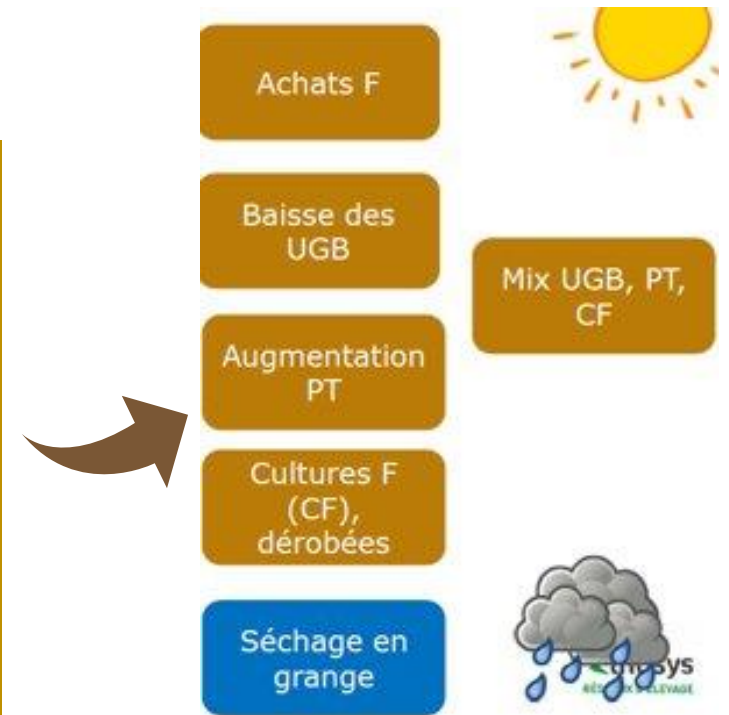 Achats F
Baisse des
UGB
Mix UGB, PT,
CF
Augmentation
PT
Cultures F
(CF),
dérobées
Séchage en
grange